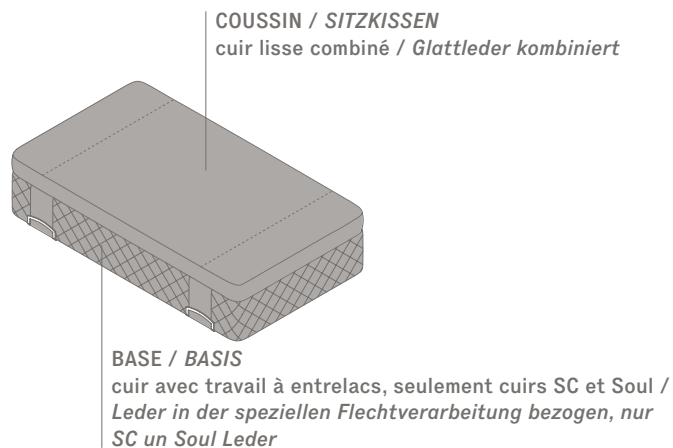 COUSSIN / SITZKISSEN
cuir lisse combiné / Glattleder kombiniert
BASE / BASIS
cuir avec travail à entrelacs, seulement cuirs SC et Soul /
Leder in der speziellen Flechtverarbeitung bezogen, nur
SC un Soul Leder